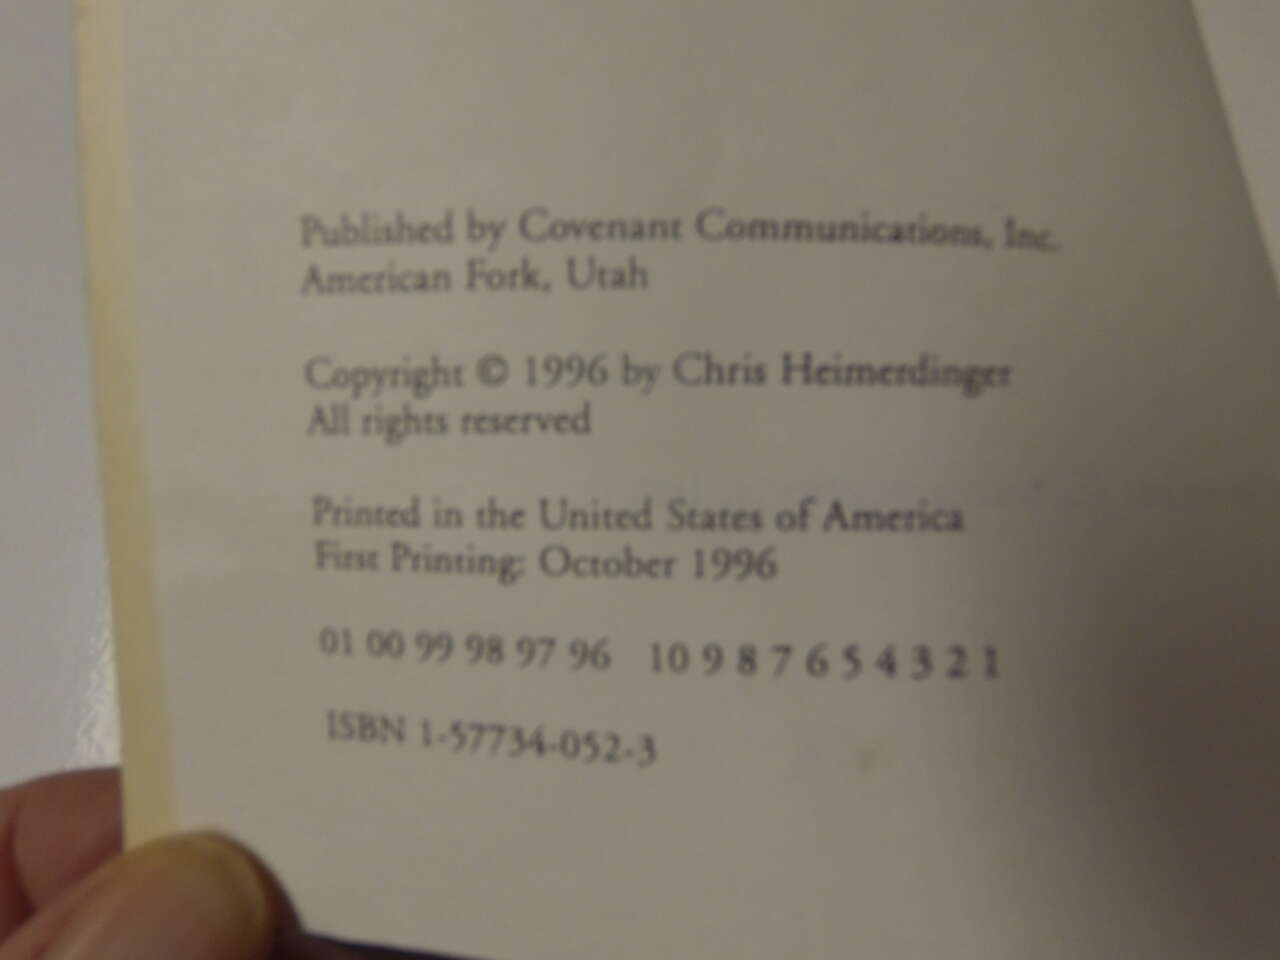 Published by Covenant Communications, Inc.
American Fork, Utah
Copyright © 1996 by Chris Heimerdinger
All rights reserved
Printed in the United States of America
First Printing: October 1996
01 00 99 98 97 96 10 9 8 7 6 5 4 3 2 1
ISBN 1-57734-052-3